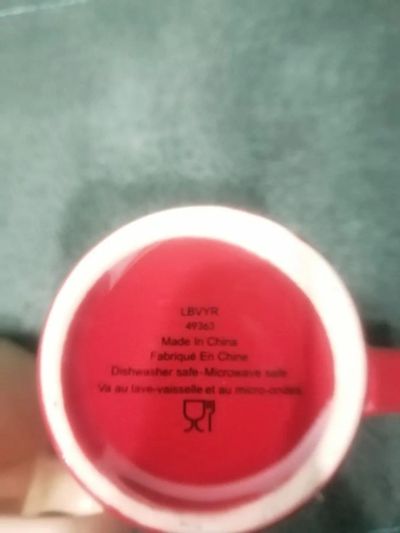 LBVYR
49363
Made In China
Fabriqué En Chine
Dishwasher safe-Microwave safe
Va au lave-vaisselle et au micro-ondes.